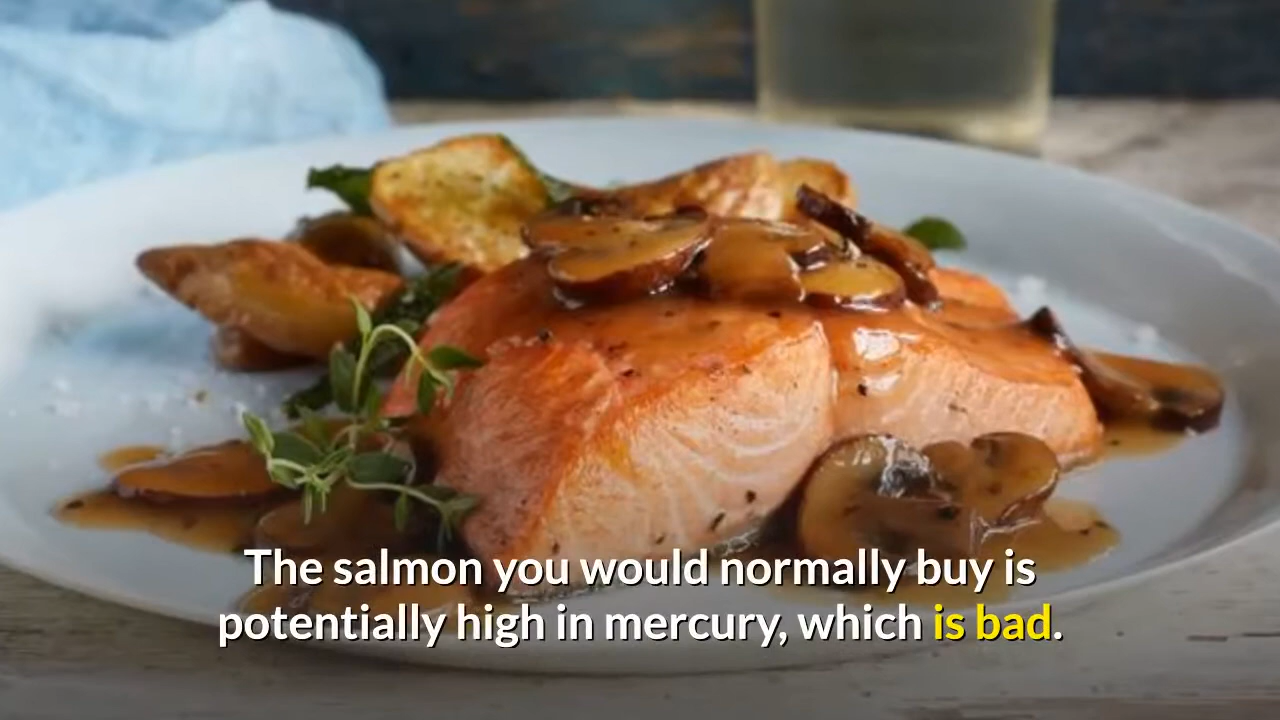 The salmon you would normally buy is
potentially high in mercury, which is bad.